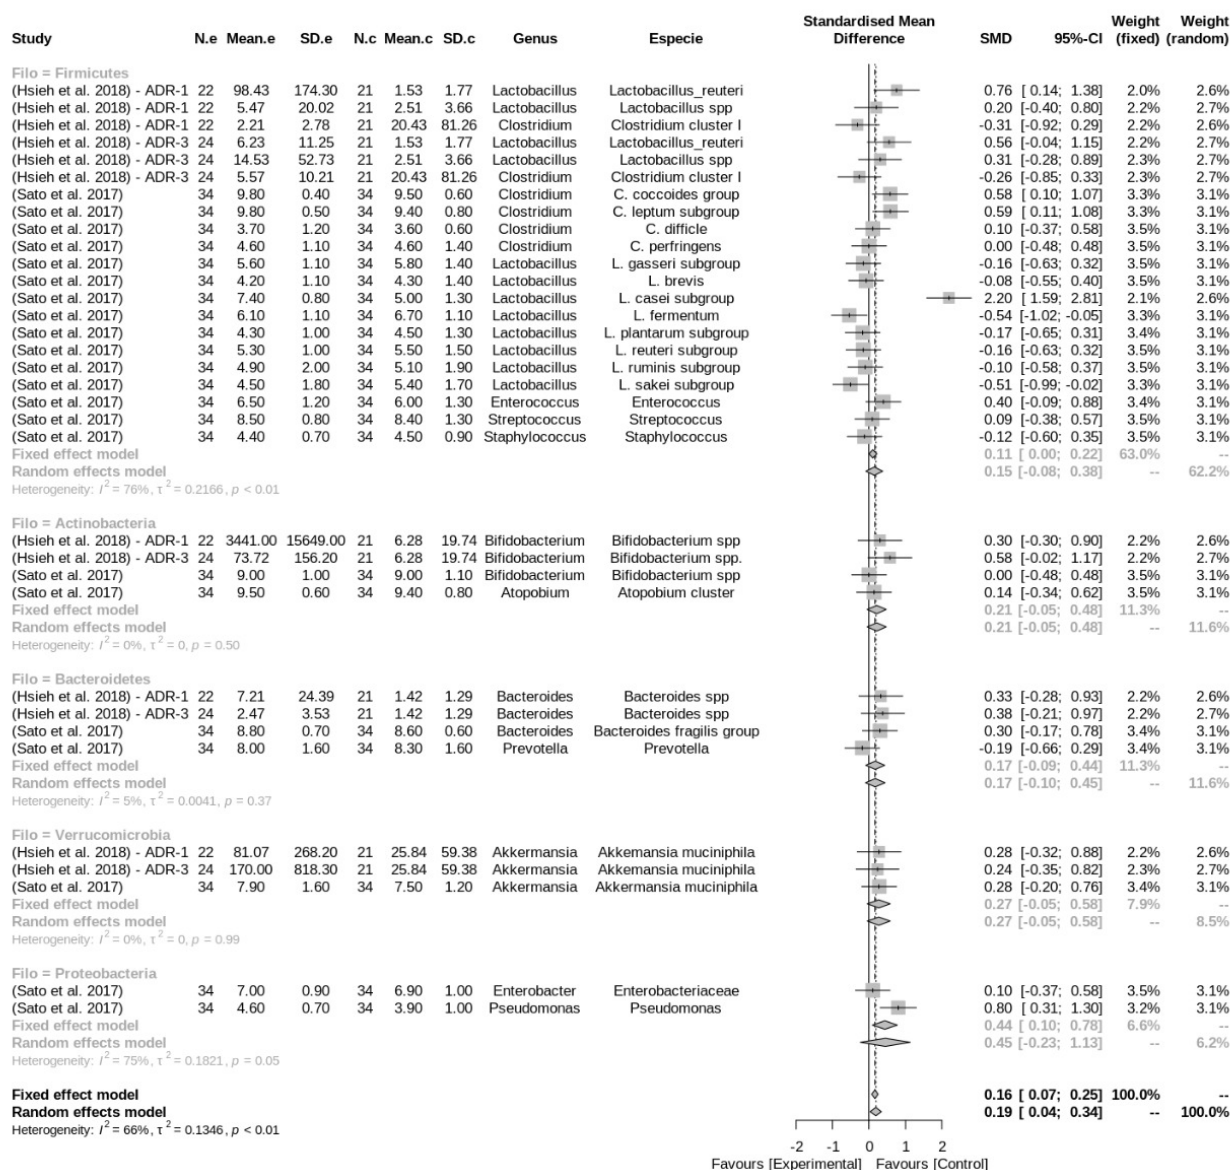 Study N.e Mean.e SD.e N.c Mean.c SD.c Genus Especie Standardised Mean Difference SMD 95%-CI Weight (fixed) Weight (random)
Filo = Firmicutes
(Hsieh et al. 2018) - ADR-1 22 98.43 174.30 21 1.53 1.77 Lactobacillus Lactobacillus_reuteri 0.76 [ 0.14; 1.38] 2.0% 2.6%
(Hsieh et al. 2018) - ADR-1 22 5.47 20.02 21 2.51 3.66 Lactobacillus Lactobacillus spp 0.20 [-0.40; 0.80] 2.2% 2.7%
(Hsieh et al. 2018) - ADR-1 22 2.21 2.78 21 20.43 81.26 Clostridium Clostridium cluster I -0.31 [-0.92; 0.29] 2.2% 2.6%
(Hsieh et al. 2018) - ADR-3 24 6.23 11.25 21 1.53 1.77 Lactobacillus Lactobacillus_reuteri 0.56 [-0.04; 1.15] 2.2% 2.7%
(Hsieh et al. 2018) - ADR-3 24 14.53 52.73 21 2.51 3.66 Lactobacillus Lactobacillus spp 0.31 [-0.28; 0.89] 2.3% 2.7%
(Hsieh et al. 2018) - ADR-3 24 5.57 10.21 21 20.43 81.26 Clostridium Clostridium cluster I -0.26 [-0.85; 0.33] 2.3% 2.7%
(Sato et al. 2017) 34 9.80 0.40 34 9.50 0.60 Clostridium C. coccoides group 0.58 [ 0.10; 1.07] 3.3% 3.1%
(Sato et al. 2017) 34 9.80 0.50 34 9.40 0.80 Clostridium C. leptum subgroup 0.59 [ 0.11; 1.08] 3.3% 3.1%
(Sato et al. 2017) 34 3.70 1.20 34 3.60 0.60 Clostridium C. difficle 0.10 [-0.37; 0.58] 3.5% 3.1%
(Sato et al. 2017) 34 4.60 1.10 34 4.60 1.40 Clostridium C. perfringens 0.00 [-0.48; 0.48] 3.5% 3.1%
(Sato et al. 2017) 34 5.60 1.10 34 5.80 1.40 Lactobacillus L. gasseri subgroup -0.16 [-0.63; 0.32] 3.5% 3.1%
(Sato et al. 2017) 34 4.20 1.10 34 4.30 1.40 Lactobacillus L. brevis -0.08 [-0.55; 0.40] 3.5% 3.1%
(Sato et al. 2017) 34 7.40 0.80 34 5.00 1.30 Lactobacillus L. casei subgroup 2.20 [ 1.59; 2.81] 2.1% 2.6%
(Sato et al. 2017) 34 6.10 1.10 34 6.70 1.10 Lactobacillus L. fermentum -0.54 [-1.02; -0.05] 3.3% 3.1%
(Sato et al. 2017) 34 4.30 1.00 34 4.50 1.30 Lactobacillus L. plantarum subgroup -0.17 [-0.65; 0.31] 3.4% 3.1%
(Sato et al. 2017) 34 5.30 1.00 34 5.50 1.50 Lactobacillus L. reuteri subgroup -0.16 [-0.63; 0.32] 3.5% 3.1%
(Sato et al. 2017) 34 4.90 2.00 34 5.10 1.90 Lactobacillus L. ruminis subgroup -0.10 [-0.58; 0.37] 3.5% 3.1%
(Sato et al. 2017) 34 4.50 1.80 34 5.40 1.70 Lactobacillus L. sakei subgroup -0.51 [-0.99; -0.02] 3.3% 3.1%
(Sato et al. 2017) 34 6.50 1.20 34 6.00 1.30 Enterococcus Enterococcus 0.40 [-0.09; 0.88] 3.4% 3.1%
(Sato et al. 2017) 34 8.50 0.80 34 8.40 1.30 Streptococcus Streptococcus 0.09 [-0.38; 0.57] 3.5% 3.1%
(Sato et al. 2017) 34 4.40 0.70 34 4.50 0.90 Staphylococcus Staphylococcus -0.12 [-0.60; 0.35] 3.5% 3.1%
Fixed effect model 0.11 [ 0.00; 0.22] 63.0% --
Random effects model 0.15 [-0.08; 0.38] -- 62.2%
Heterogeneity: I² = 76%, τ² = 0.2166, p < 0.01
Filo = Actinobacteria
(Hsieh et al. 2018) - ADR-1 22 3441.00 15649.00 21 6.28 19.74 Bifidobacterium Bifidobacterium spp 0.30 [-0.30; 0.90] 2.2% 2.6%
(Hsieh et al. 2018) - ADR-3 24 73.72 156.20 21 6.28 19.74 Bifidobacterium Bifidobacterium spp. 0.58 [-0.02; 1.17] 2.2% 2.7%
(Sato et al. 2017) 34 9.00 1.00 34 9.00 1.10 Bifidobacterium Bifidobacterium spp 0.00 [-0.48; 0.48] 3.5% 3.1%
(Sato et al. 2017) 34 9.50 0.60 34 9.40 0.80 Atopobium Atopobium cluster 0.14 [-0.34; 0.62] 3.5% 3.1%
Fixed effect model 0.21 [-0.05; 0.48] 11.3% --
Random effects model 0.21 [-0.05; 0.48] -- 11.6%
Heterogeneity: I² = 0%, τ² = 0, p = 0.50
Filo = Bacteroidetes
(Hsieh et al. 2018) - ADR-1 22 7.21 24.39 21 1.42 1.29 Bacteroides Bacteroides spp 0.33 [-0.28; 0.93] 2.2% 2.6%
(Hsieh et al. 2018) - ADR-3 24 2.47 3.53 21 1.42 1.29 Bacteroides Bacteroides spp 0.38 [-0.21; 0.97] 2.2% 2.7%
(Sato et al. 2017) 34 8.80 0.70 34 8.60 0.60 Bacteroides Bacteroides fragilis group 0.30 [-0.17; 0.78] 3.4% 3.1%
(Sato et al. 2017) 34 8.00 1.60 34 8.30 1.60 Prevotella Prevotella -0.19 [-0.66; 0.29] 3.4% 3.1%
Fixed effect model 0.17 [-0.09; 0.44] 11.3% --
Random effects model 0.17 [-0.10; 0.45] -- 11.6%
Heterogeneity: I² = 5%, τ² = 0.0041, p = 0.37
Filo = Verrucomicrobia
(Hsieh et al. 2018) - ADR-1 22 81.07 268.20 21 25.84 59.38 Akkermansia Akkemansia muciniphila 0.28 [-0.32; 0.88] 2.2% 2.6%
(Hsieh et al. 2018) - ADR-3 24 170.00 818.30 21 25.84 59.38 Akkermansia Akkemansia muciniphila 0.24 [-0.35; 0.82] 2.3% 2.7%
(Sato et al. 2017) 34 7.90 1.60 34 7.50 1.20 Akkermansia Akkermansia muciniphila 0.28 [-0.20; 0.76] 3.4% 3.1%
Fixed effect model 0.27 [-0.05; 0.58] 7.9% --
Random effects model 0.27 [-0.05; 0.58] -- 8.5%
Heterogeneity: I² = 0%, τ² = 0, p = 0.99
Filo = Proteobacteria
(Sato et al. 2017) 34 7.00 0.90 34 6.90 1.00 Enterobacter Enterobacteriaceae 0.10 [-0.37; 0.58] 3.5% 3.1%
(Sato et al. 2017) 34 4.60 0.70 34 3.90 1.00 Pseudomonas Pseudomonas 0.80 [ 0.31; 1.30] 3.2% 3.1%
Fixed effect model 0.44 [ 0.10; 0.78] 6.6% --
Random effects model 0.45 [-0.23; 1.13] -- 6.2%
Heterogeneity: I² = 75%, τ² = 0.1821, p = 0.05
Fixed effect model 0.16 [ 0.07; 0.25] 100.0% --
Random effects model 0.19 [ 0.04; 0.34] -- 100.0%
Heterogeneity: I² = 66%, τ² = 0.1346, p < 0.01
-2 -1 0 1 2
Favours [Experimental] Favours [Control]